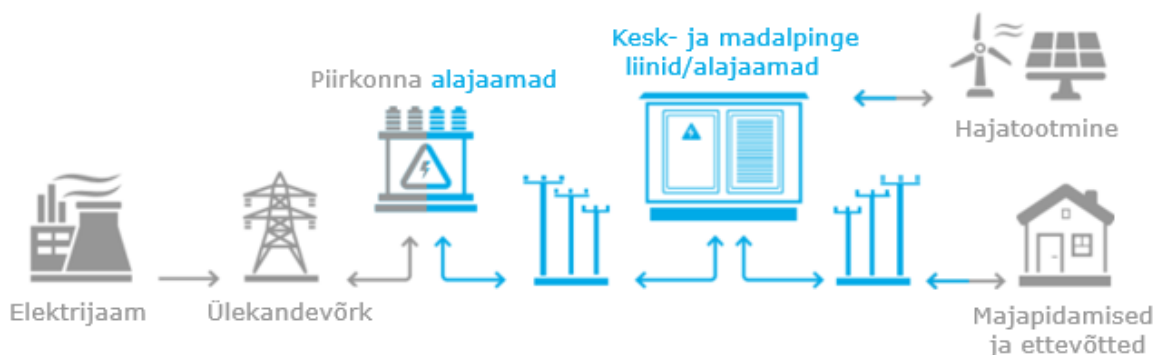 Kesk- ja madalpinge
liinid/alajaamad
Piirkonna alajaamad
Hajatootmine
Elektrijaam
Ülekandevõrk
Majapidamised
ja ettevõtted